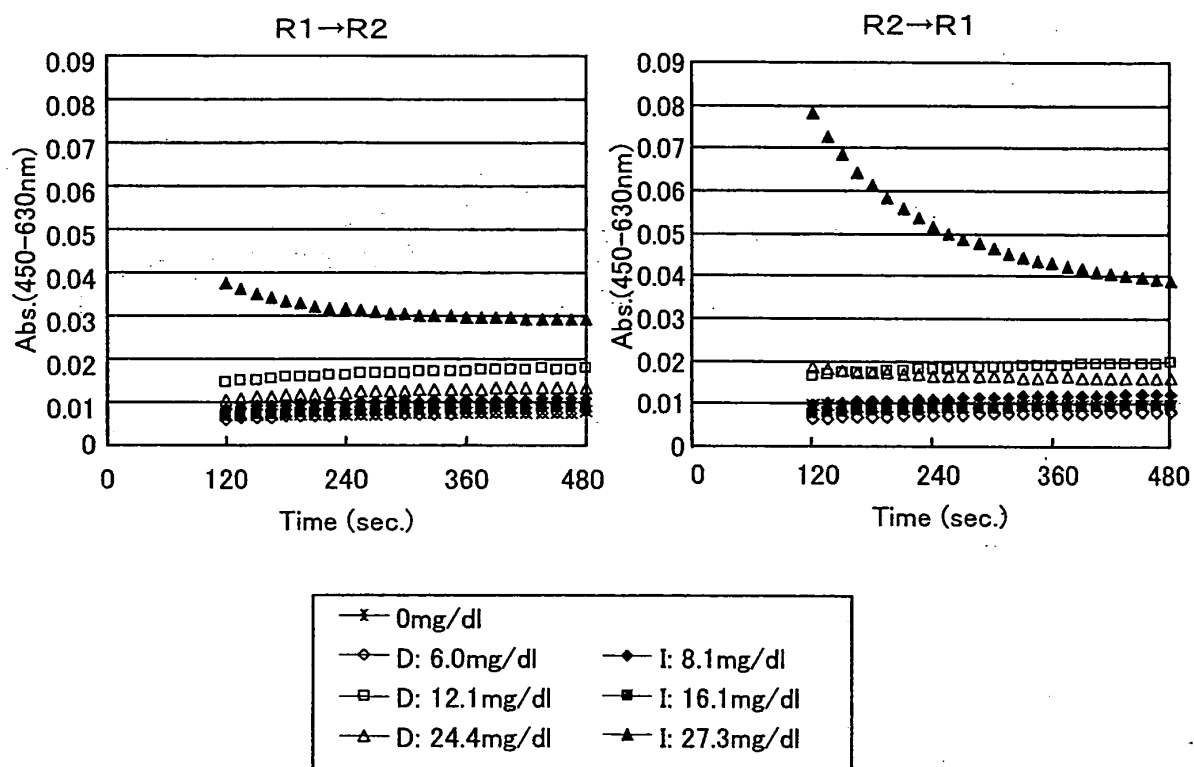 R1→R2
0.09
0.08
0.07
0.06
0.05
0.04
0.03
0.02
0.01
0
Abs.(450-630nm)
0 120 240 360 480
Time (sec.)
R2→R1
0.09
0.08
0.07
0.06
0.05
0.04
0.03
0.02
0.01
0
Abs.(450-630nm)
0 120 240 360 480
Time (sec.)
0mg/dl
D: 6.0mg/dl I: 8.1mg/dl
D: 12.1mg/dl I: 16.1mg/dl
D: 24.4mg/dl I: 27.3mg/dl